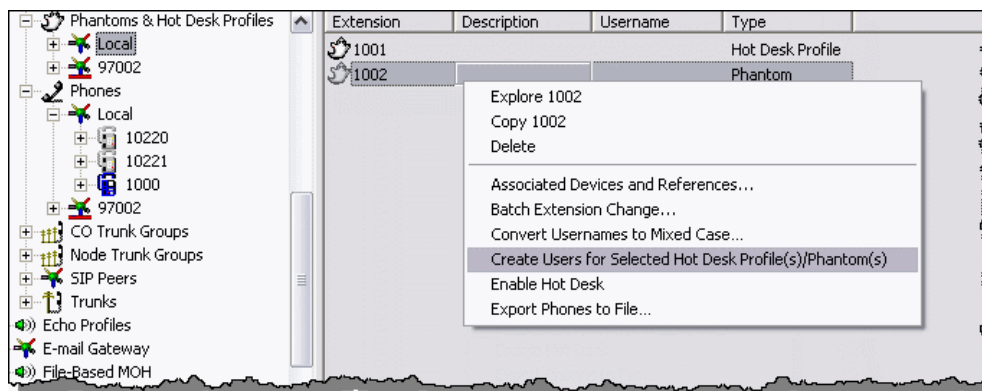 Phantoms & Hot Desk Profiles
Local
97002
Phones
Local
10220
10221
1000
97002
CO Trunk Groups
Node Trunk Groups
SIP Peers
Trunks
Echo Profiles
E-mail Gateway
File-Based MOH
Extension Description Username Type
1001 Hot Desk Profile
1002 Phantom
Explore 1002
Copy 1002
Delete
Associated Devices and References...
Batch Extension Change...
Convert Usernames to Mixed Case...
Create Users for Selected Hot Desk Profile(s)/Phantom(s)
Enable Hot Desk
Export Phones to File...